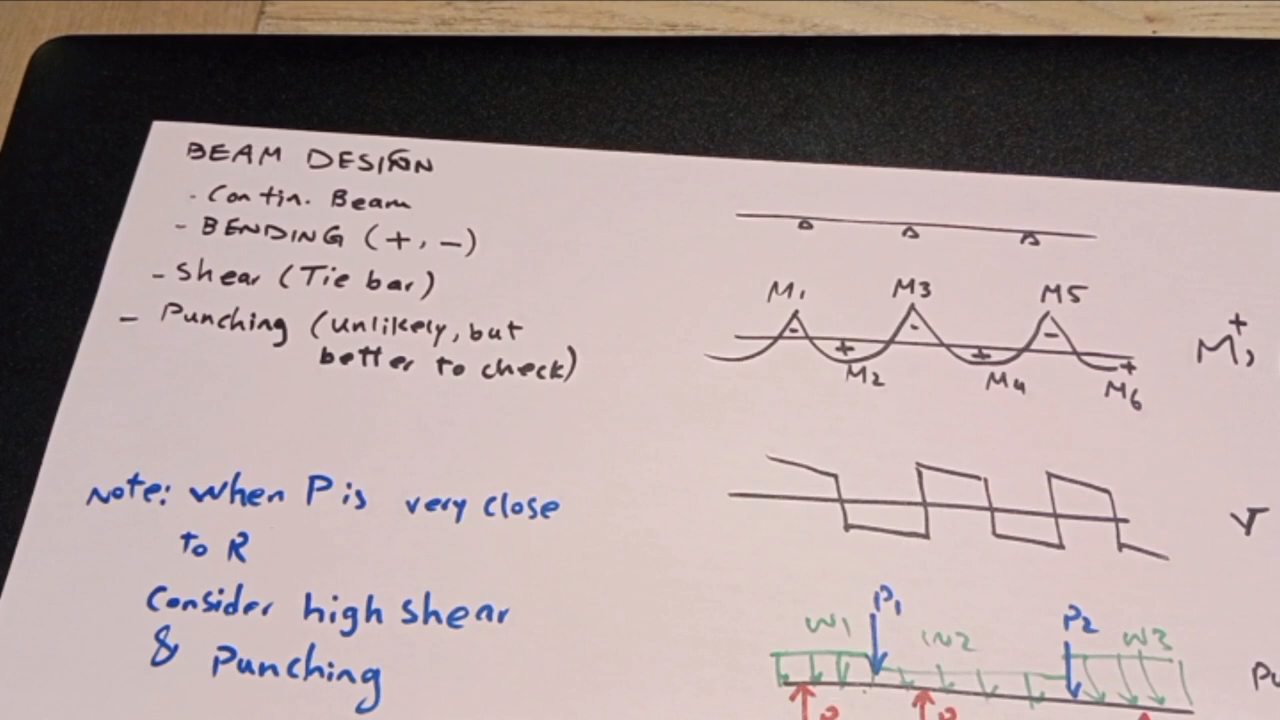 BEAM DESIGN
- Contin. Beam
- BENDING (+, -)
- Shear (Tie bar)
- Punching (unlikely, but
better to check)
Note: when P is very close
to R
Consider high shear
& Punching
M1 M3 M5
- - -
+ + +
M2 M4 M6
M+,
V
P1 P2
W1 W2 W3